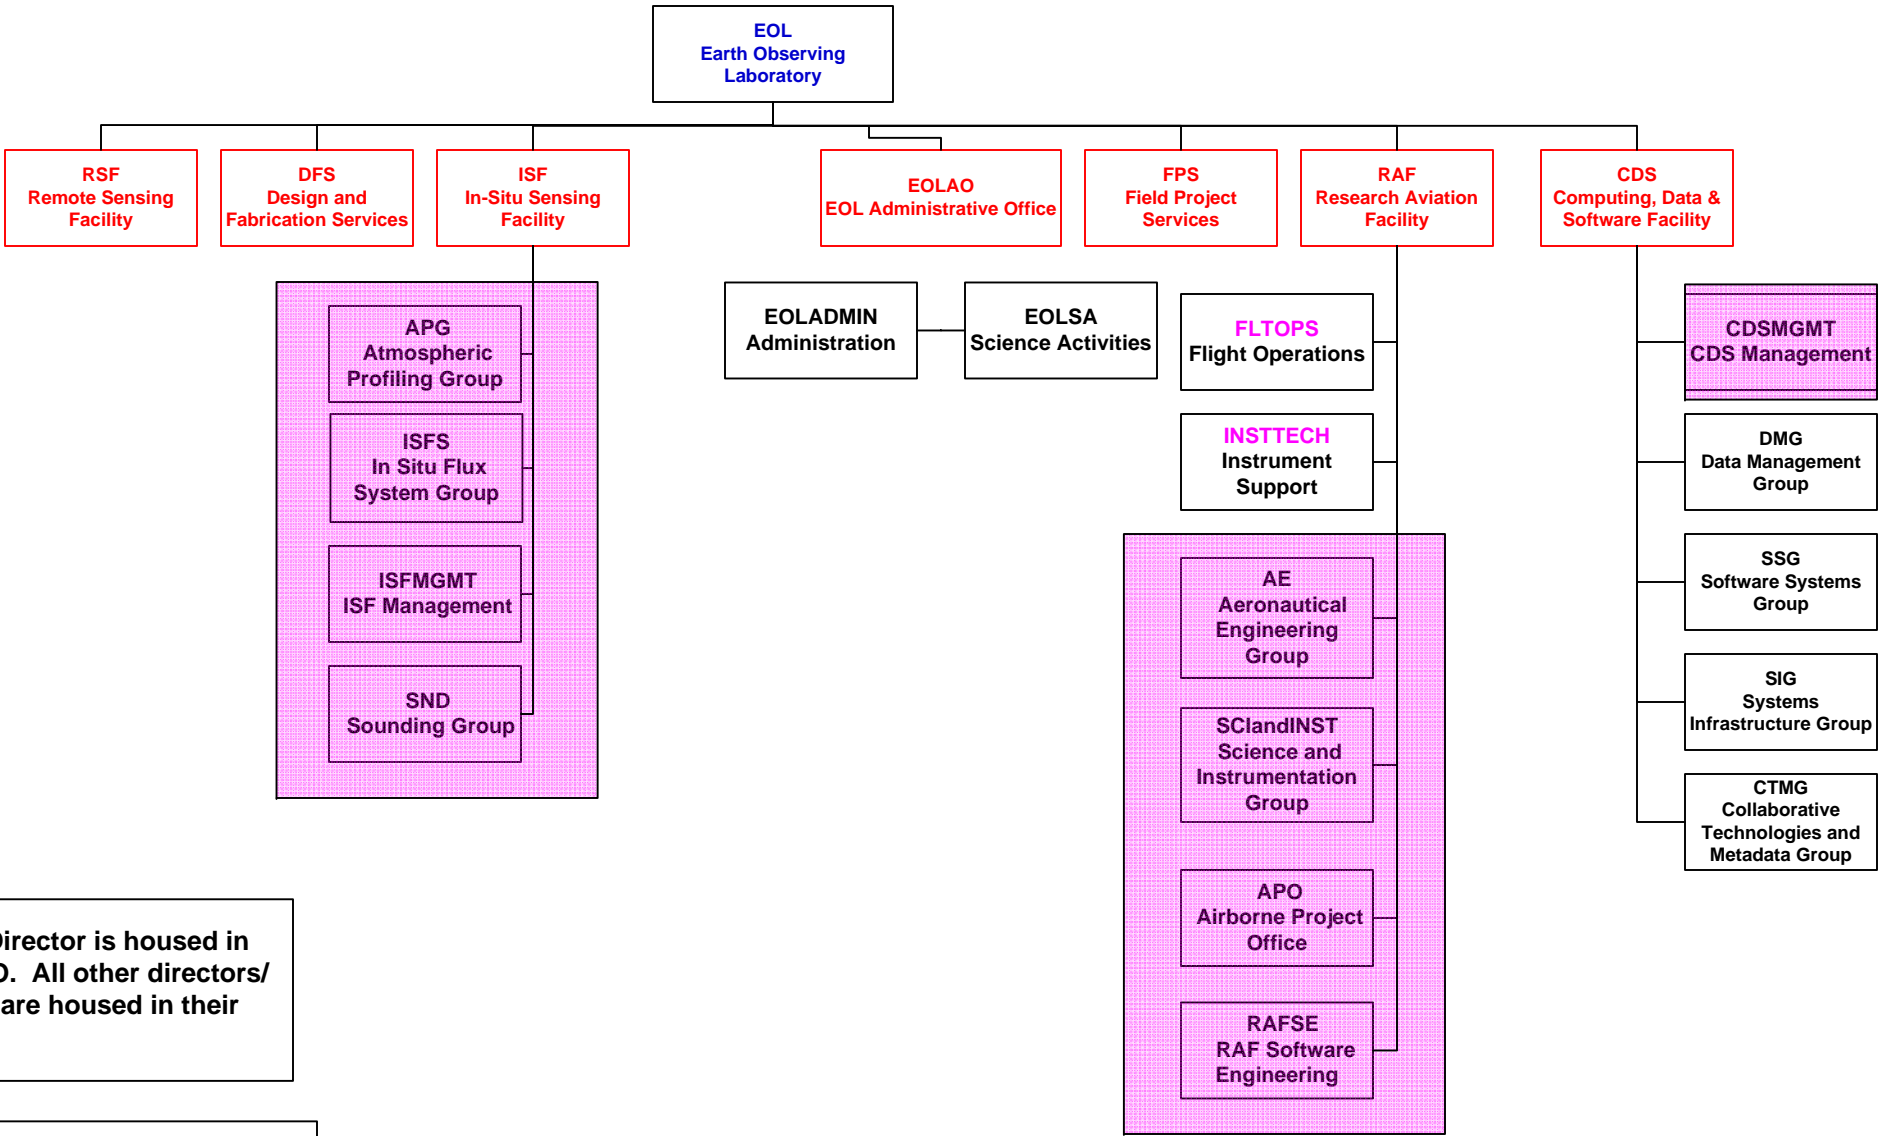 EOL
Earth Observing
Laboratory
RSF
Remote Sensing
Facility
DFS
Design and
Fabrication Services
ISF
In-Situ Sensing
Facility
EOLAO
EOL Administrative Office
FPS
Field Project
Services
RAF
Research Aviation
Facility
CDS
Computing, Data &
Software Facility
APG
Atmospheric
Profiling Group
ISFS
In Situ Flux
System Group
ISFMGMT
ISF Management
SND
Sounding Group
EOLADMIN
Administration
EOLSA
Science Activities
FLTOPS
Flight Operations
INSTTECH
Instrument
Support
AE
Aeronautical
Engineering
Group
SCIandINST
Science and
Instrumentation
Group
APO
Airborne Project
Office
RAFSE
RAF Software
Engineering
CDSMGMT
CDS Management
DMG
Data Management
Group
SSG
Software Systems
Group
SIG
Systems
Infrastructure Group
CTMG
Collaborative
Technologies and
Metadata Group
Director is housed in
. All other directors/
are housed in their